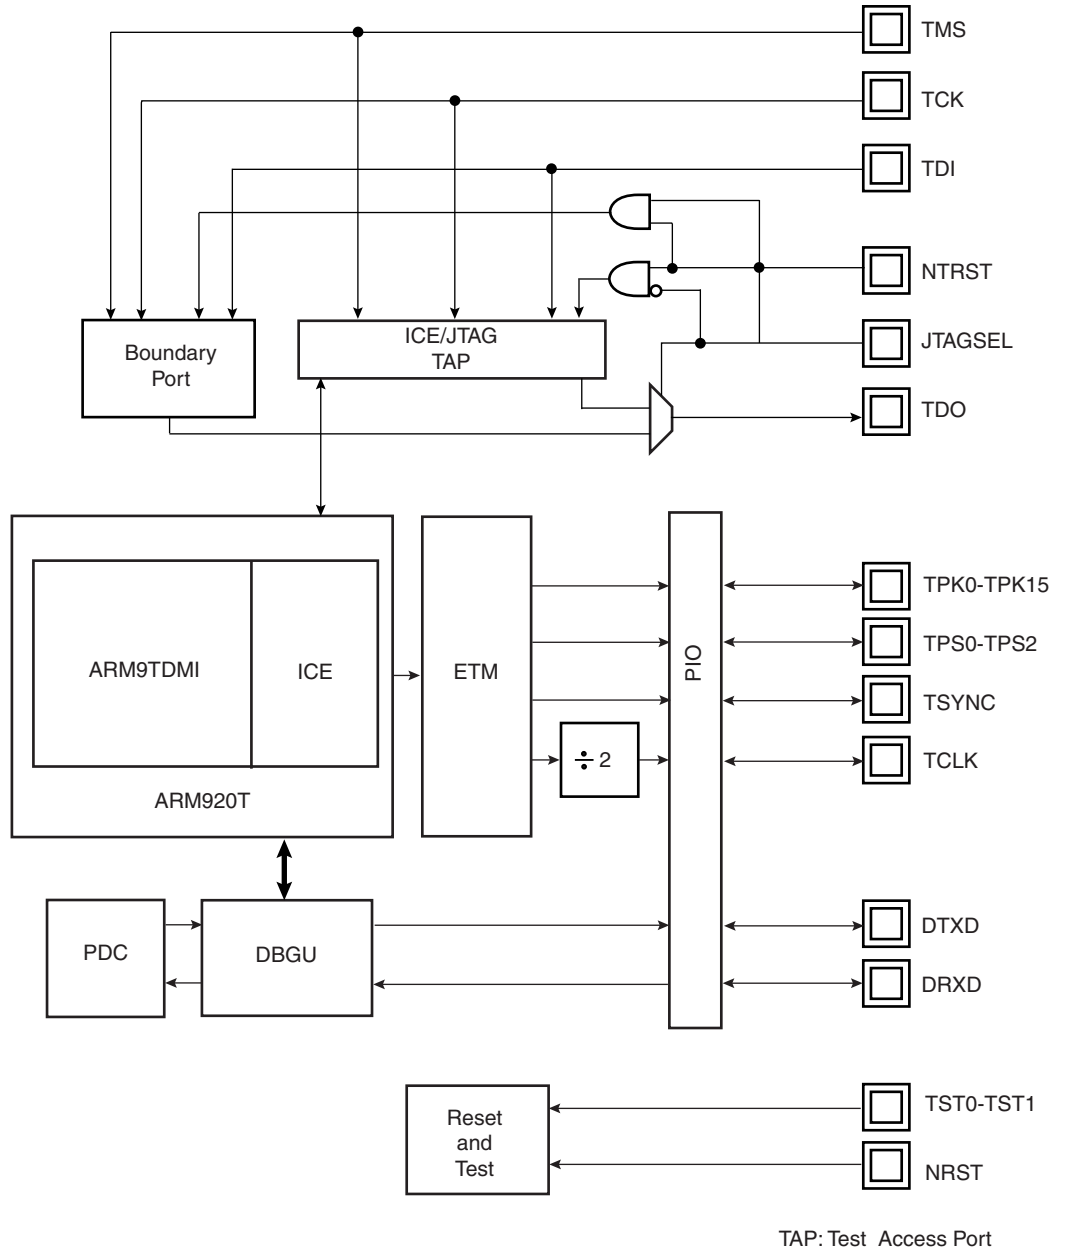 TMS
TCK
TDI
NTRST
JTAGSEL
TDO
Boundary
Port
ICE/JTAG
TAP
ARM9TDMI
ICE
ARM920T
ETM
÷ 2
PIO
TPK0-TPK15
TPS0-TPS2
TSYNC
TCLK
PDC
DBGU
DTXD
DRXD
Reset
and
Test
TST0-TST1
NRST
TAP: Test Access Port